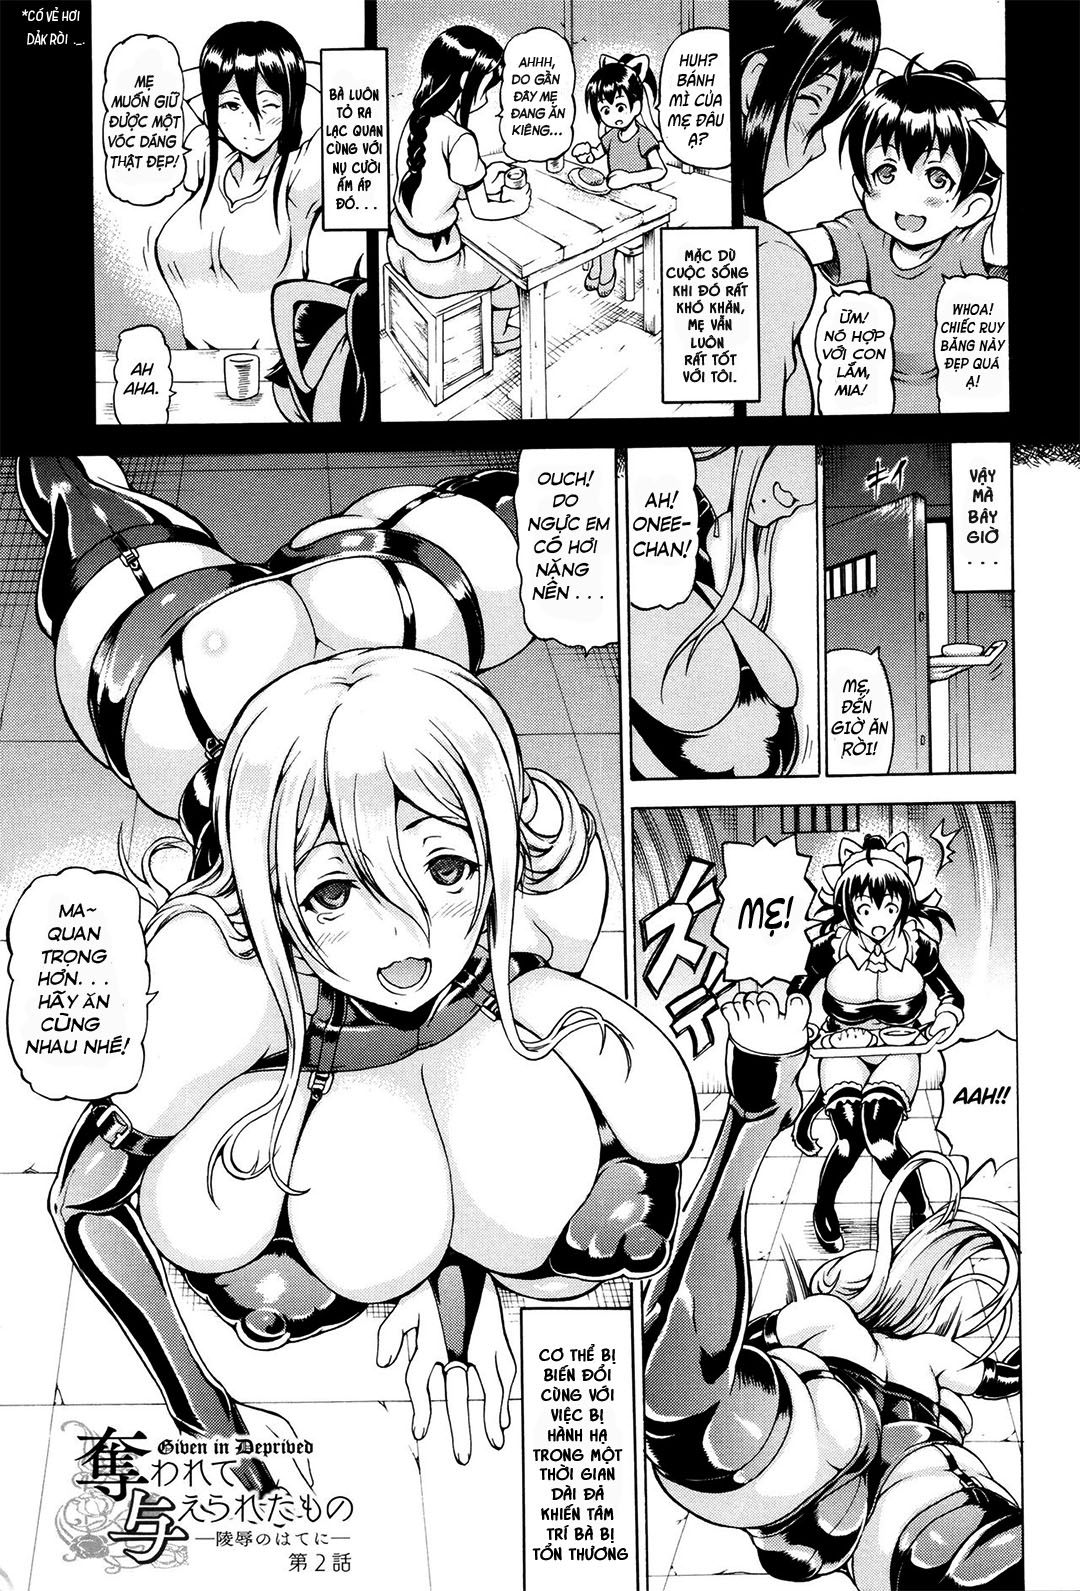 *CÓ VẺ HƠI
DẢK RỒI ._.
HUH?
BÁNH
MÌ CỦA
MẸ ĐÂU
Ạ?
AHHH,
DO GẦN
ĐÂY MẸ
ĐANG ĂN
KIÊNG...
BÀ LUÔN
TỎ RA
LẠC QUAN
CÙNG VỚI
NỤ CƯỜI
ẤM ÁP
ĐÓ. . .
MẸ
MUỐN GIỮ
ĐƯỢC MỘT
VÓC DÁNG
THẬT ĐẸP!
WHOA!
CHIẾC RUY
BĂNG NÀY
ĐẸP QUÁ
Ạ!
ỪM!
NÓ HỢP
VỚI CON
LẮM,
MIA!
MẶC DÙ
CUỘC SỐNG
KHI ĐÓ RẤT
KHÓ KHĂN,
MẸ VẪN
LUÔN
RẤT TỐT
VỚI TÔI.
AH
AHA.
VẬY
MÀ
BÂY
GIỜ
. . .
キイ
MẸ,
ĐẾN
GIỜ ĂN
RỒI!
AH!
ONEE-
CHAN!
OUCH!
DO
NGỰC EM
CÓ HƠI
NẶNG
NÊN . . .
MA~
QUAN
TRỌNG
HƠN. . .
HÃY ĂN
CÙNG
NHAU NHÉ!
MẸ!
ズズデデ
AAH!!
CƠ THỂ BỊ
BIẾN ĐỔI
CÙNG VỚI
VIỆC BỊ
HÀNH HẠ
TRONG MỘT
THỜI GIAN
DÀI ĐÃ
KHIẾN TÂM
TRÍ BÀ BỊ
TỔN THƯƠNG
Given in Deprived
奪われて
与えられたもの
―陵辱のはてに―
第2話